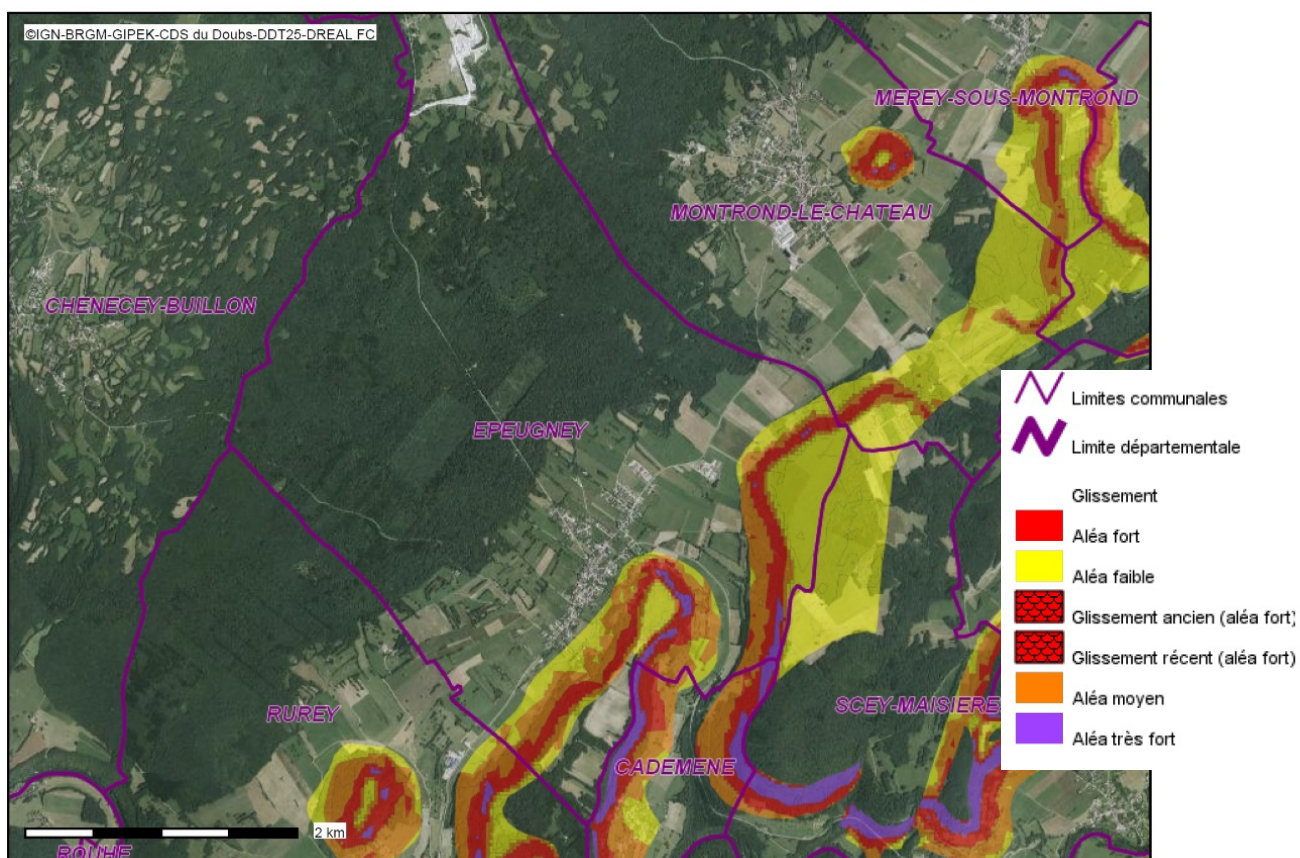 ©IGN-BRGM-GIPEK-CDS du Doubs-DDT25-DREAL FC
MEREY-SOUS-MONTROND
MONTROND-LE-CHATEAU
CHENECEY-BUILLON
EPEUGNEY
RUREY
SCEY-MAISIERES
CADEMENE
2 km
ROUHE
Limites communales
Limite départementale
Glissement
Aléa fort
Aléa faible
Glissement ancien (aléa fort)
Glissement récent (aléa fort)
Aléa moyen
Aléa très fort